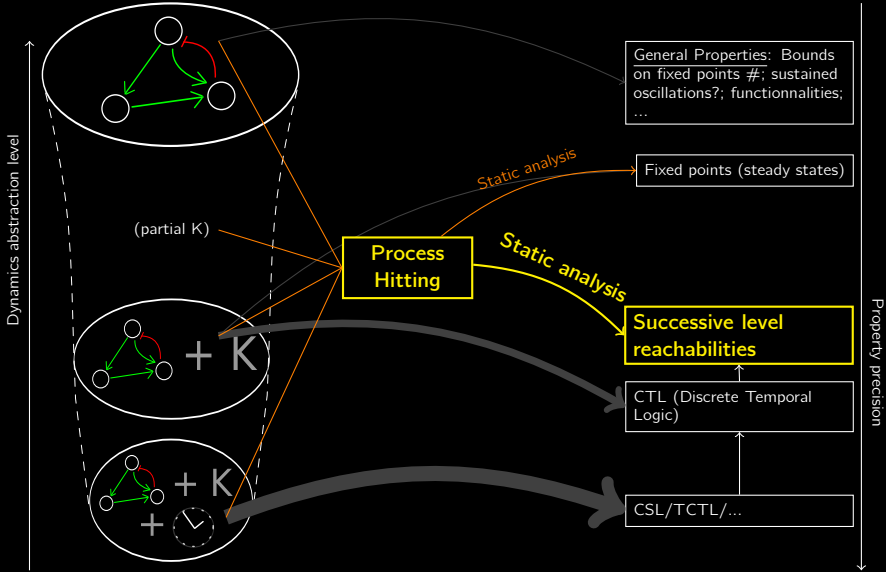 General Properties: Bounds
on fixed points #; sustained
oscillations?; functionnalities;
...
Dynamics abstraction level
Static analysis
Fixed points (steady states)
(partial K)
Process
Hitting
Static analysis
Successive level
reachabilities
Property precision
+ K
CTL (Discrete Temporal
Logic)
+ K
+
CSL/TCTL/...